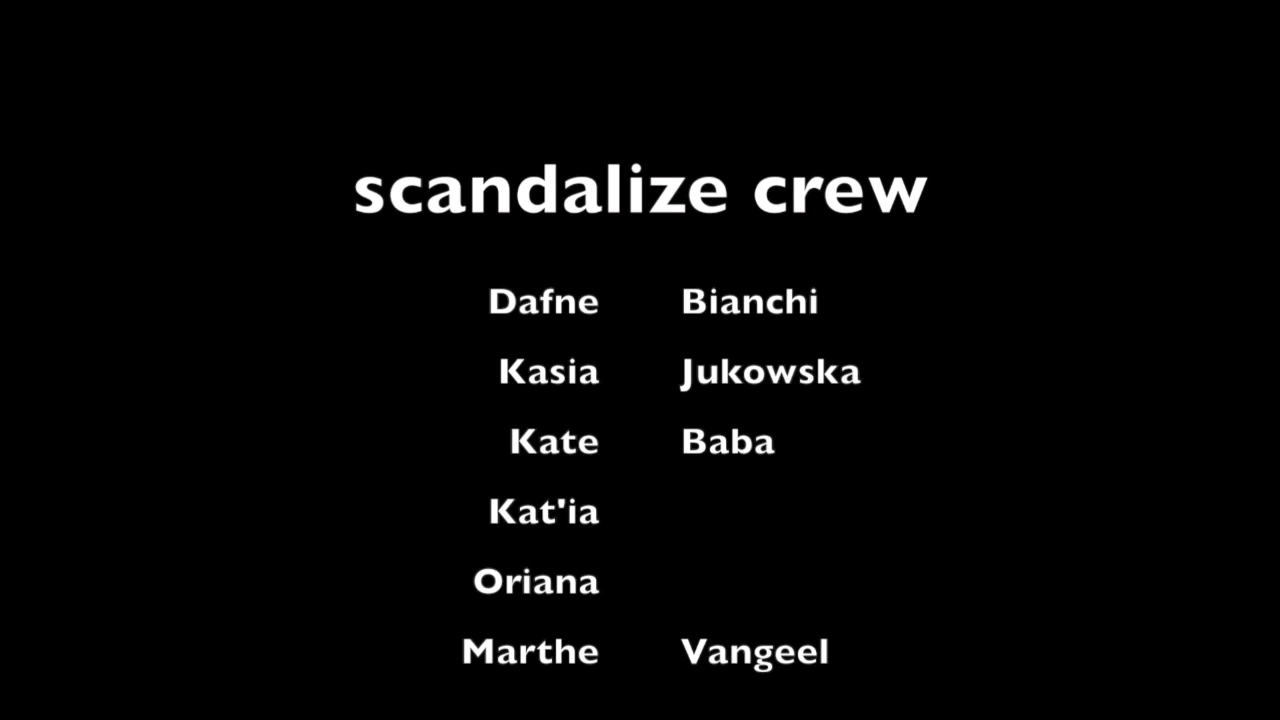 scandalize crew
Dafne Bianchi
Kasia Jukowska
Kate Baba
Kat'ia
Oriana
Marthe Vangeel